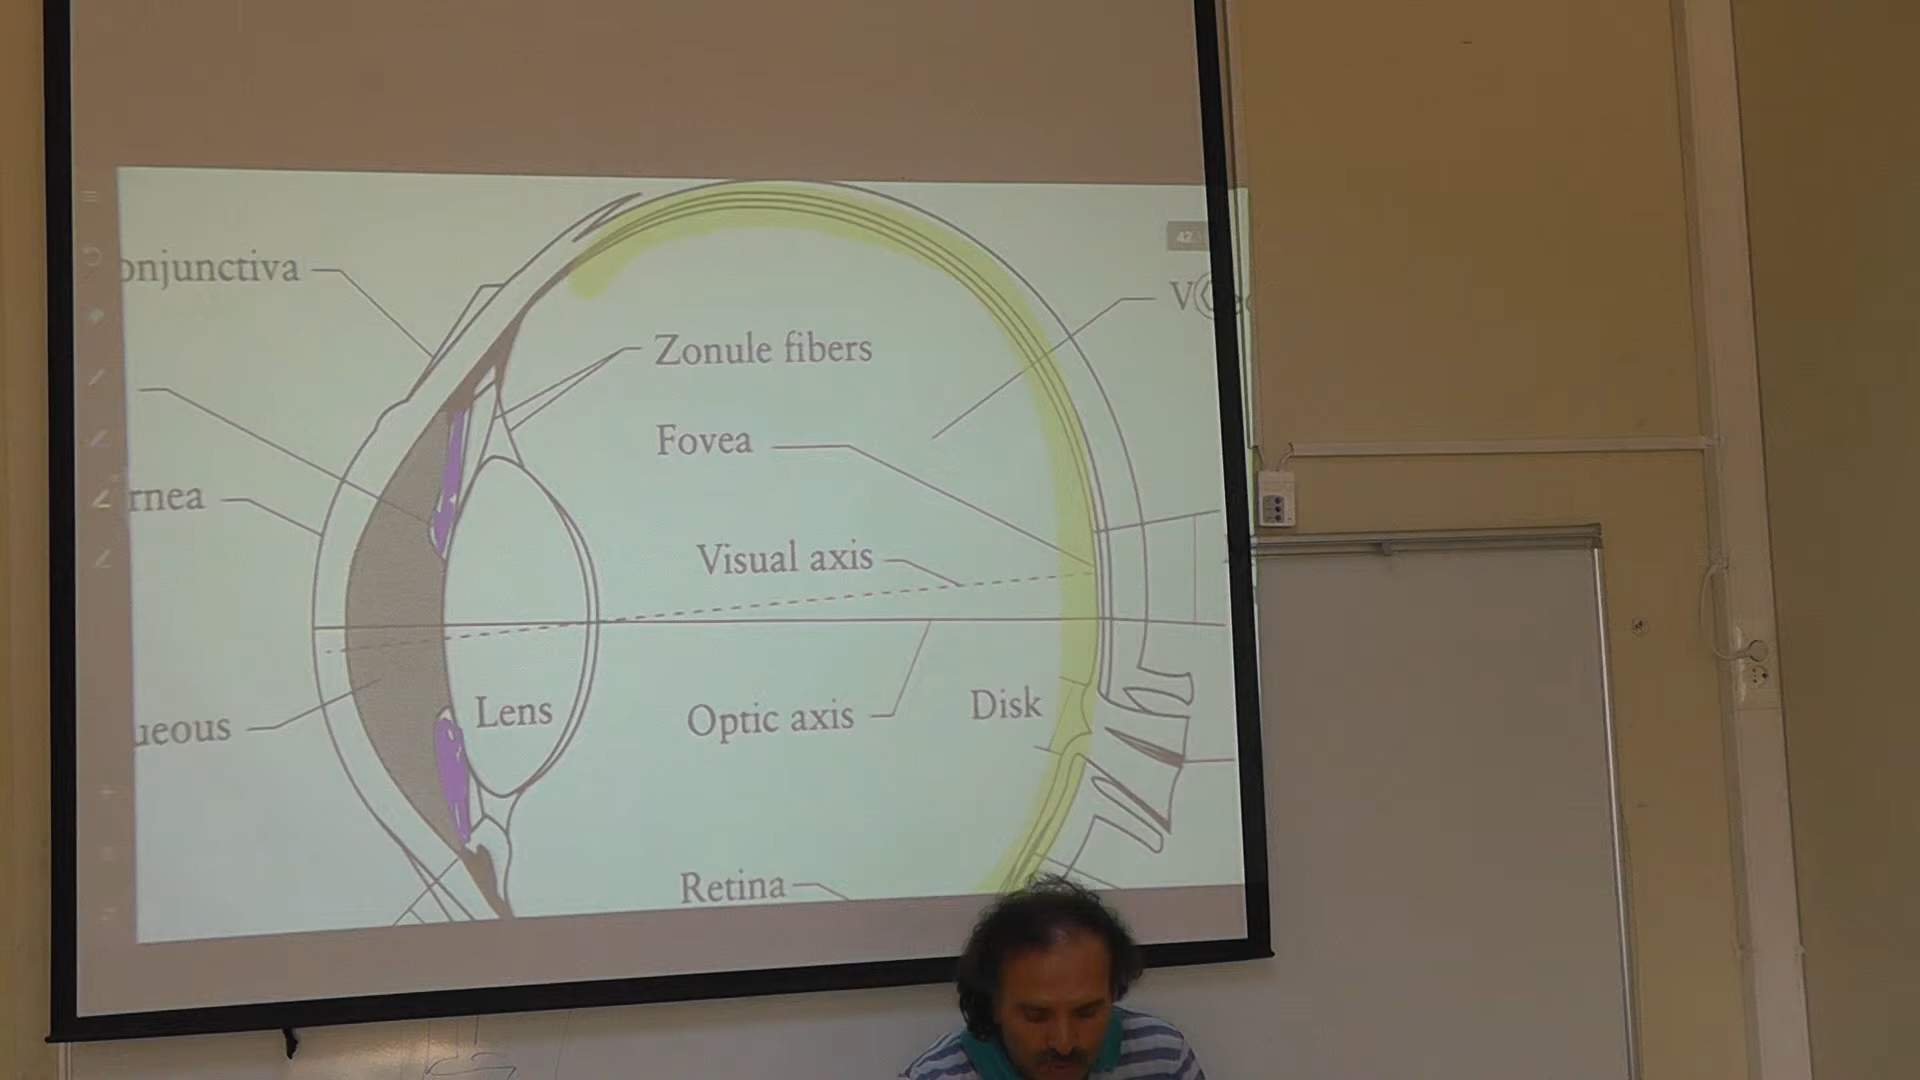 onjunctiva
Zonule fibers
Fovea
rnea
Visual axis
ueous
Lens
Optic axis
Disk
Retina